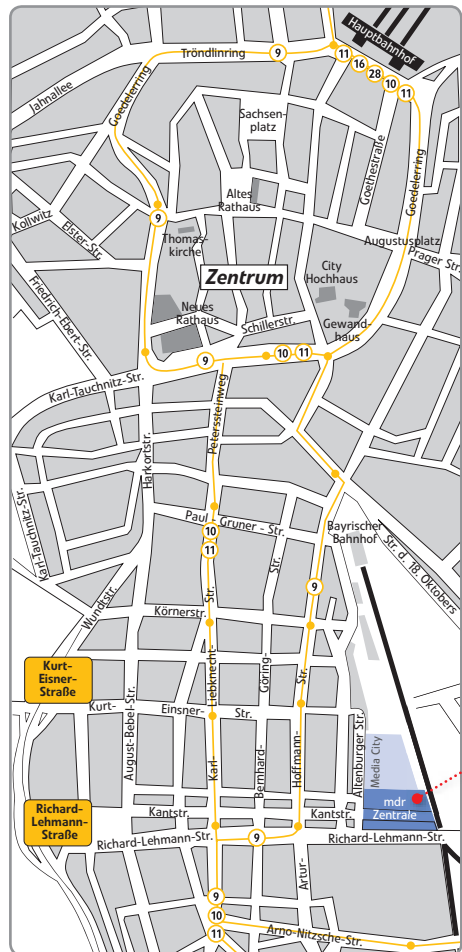 Hauptbahnhof
9
Tröndlinring
11
16
28
10
11
Jahnallee
Goedelerring
Sachsen-
platz
Goethestraße
Goedelerring
Altes
Rathaus
Kollwitz
Elster-Str.
9
Thomas-
kirche
Augustusplatz
Prager Str.
Zentrum
City
Hochhaus
Friedrich-Ebert-Str.
Neues
Rathaus
Schillerstr.
Gewand-
haus
9
10
11
Karl-Tauchnitz-Str.
Peterssteinweg
Harkortstr.
Karl-Tauchnitz-Str.
Paul - Gruner - Str.
10
11
Bayrischer
Bahnhof
Str. d. 18. Oktobers
Str.
Wundtstr.
Str.
9
Körnerstr.
Kurt-
Eisner-
Straße
Liebknecht-
Göring-
Str.
Kurt-
Einsner-
Str.
August-Bebel-Str.
Altenburger Str.
Media City
Karl-
Bernhard-
Hoffmann-
mdr
Zentrale
Richard-
Lehmann-
Straße
Kantstr.
Kantstr.
Richard-Lehmann-Str.
9
Richard-Lehmann-Str.
Artur-
9
10
11
Arno-Nitzsche-Str.